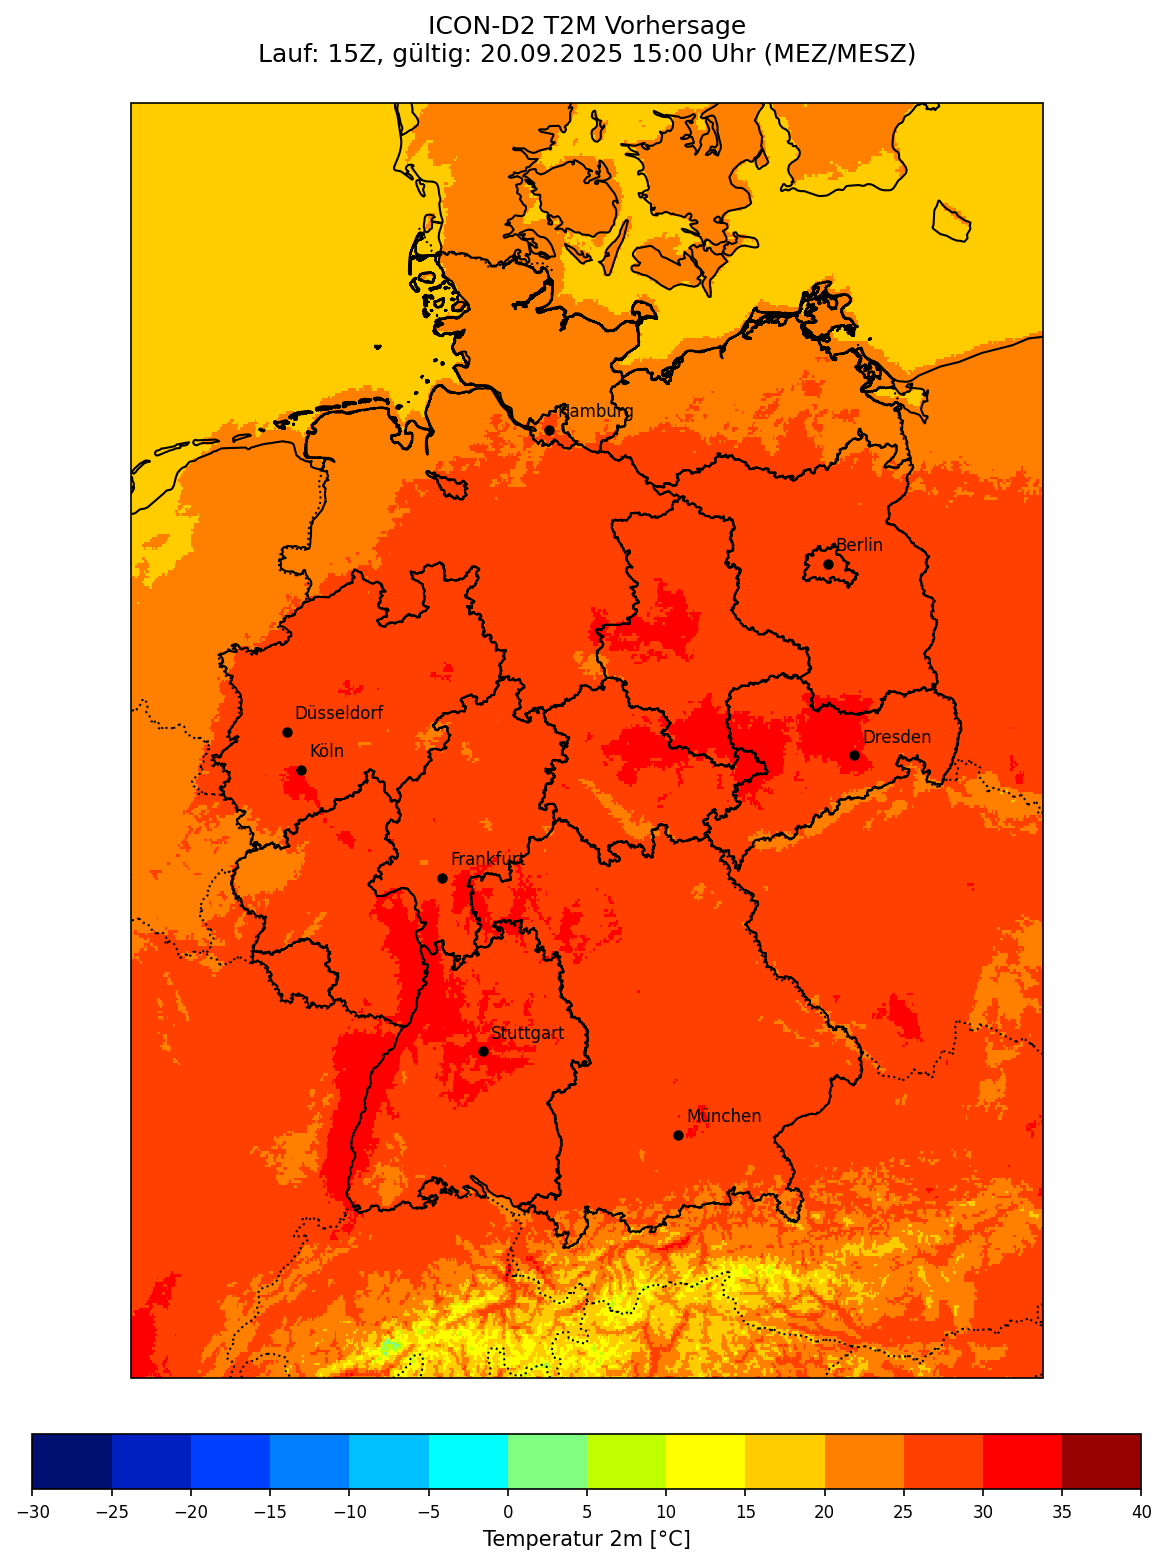 ICON-D2 T2M Vorhersage
Lauf: 15Z, gültig: 20.09.2025 15:00 Uhr (MEZ/MESZ)
Hamburg
Berlin
Düsseldorf
Dresden
Köln
Frankfurt
Stuttgart
München
−30 −25 −20 −15 −10 −5 0 5 10 15 20 25 30 35 40
Temperatur 2m [°C]